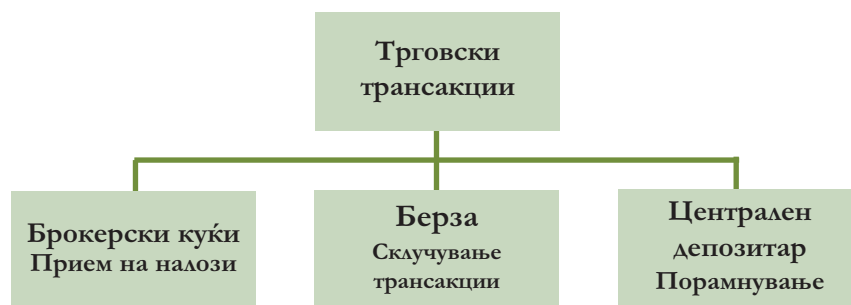 Трговски
трансакции
Брокерски куќи
Прием на налози
Берза
Склучување
трансакции
Централен
депозитар
Порамнување